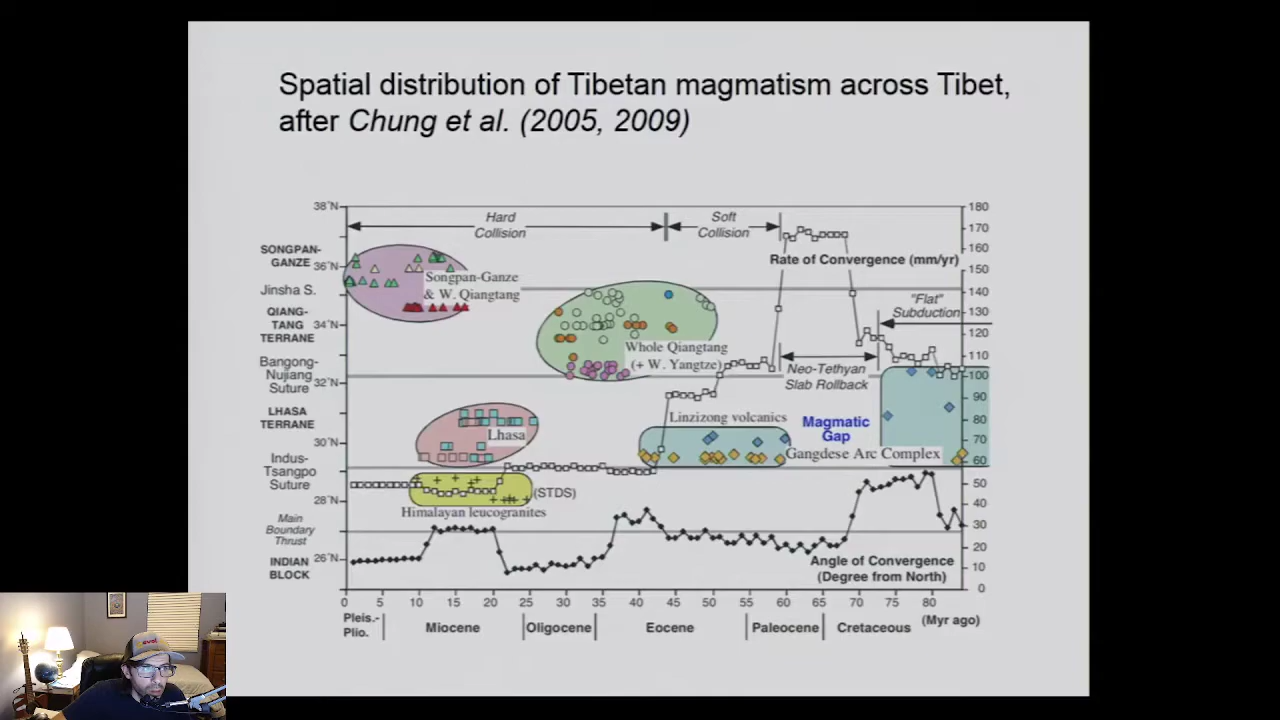 Spatial distribution of Tibetan magmatism across Tibet,
after Chung et al. (2005, 2009)
38°N
180
Hard
Collision
Soft
Collision
170
160
SONGPAN-
GANZE
36°N
Rate of Convergence (mm/yr)
150
Songpan-Ganze
& W. Qiangtang
Jinsha S.
140
"Flat"
Subduction
130
QIANG-
TANG
TERRANE
34°N
120
Whole Qiangtang
(+ W. Yangtze)
110
Bangong-
Nujiang
Suture
32°N
Neo-Tethyan
Slab Rollback
100
90
LHASA
TERRANE
Linzizong volcanics
80
Magmatic
Gap
70
Lhasa
30°N
Gangdese Arc Complex
60
Indus-
Tsangpo
Suture
50
(STDS)
28°N
Himalayan leucogranites
40
Main
Boundary
Thrust
30
20
INDIAN
BLOCK
26°N
Angle of Convergence
(Degree from North)
10
0
0 5 10 15 20 25 30 35 40 45 50 55 60 65 70 75 80
(Myr ago)
Pleis.-
Plio.
Miocene
Oligocene
Eocene
Paleocene
Cretaceous